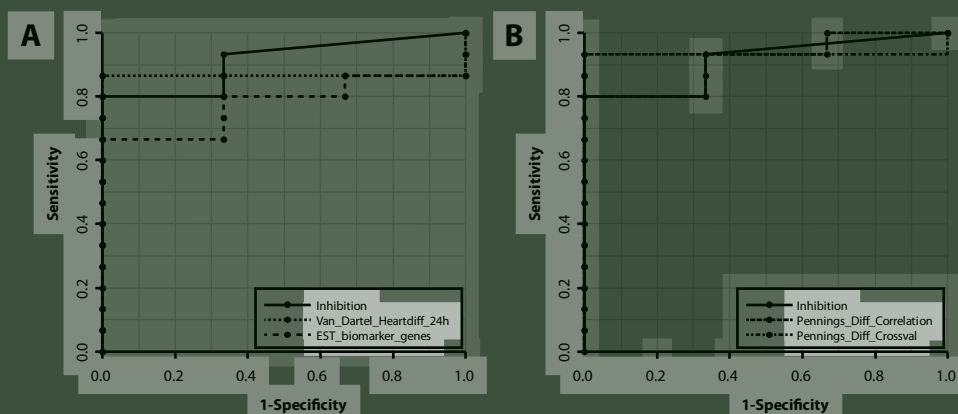 A
1.0
0.8
0.6
0.4
0.2
0.0
Sensitivity
Inhibition
Van_Dartel_Heartdiff_24h
EST_biomarker_genes
0.0 0.2 0.4 0.6 0.8 1.0
1-Specificity
B
1.0
0.8
0.6
0.4
0.2
0.0
Sensitivity
Inhibition
Pennings_Diff_Correlation
Pennings_Diff_Crossval
0.0 0.2 0.4 0.6 0.8 1.0
1-Specificity